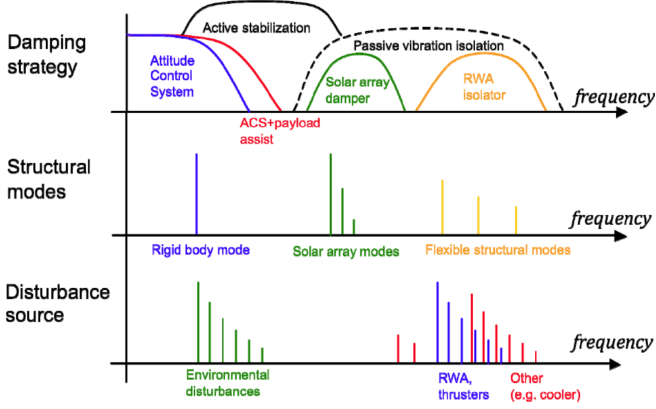 Damping
strategy
Active stabilization
Passive vibration isolation
Attitude
Control
System
Solar array
damper
RWA
isolator
frequency
ACS+payload
assist
Structural
modes
frequency
Rigid body mode
Solar array modes
Flexible structural modes
Disturbance
source
frequency
Environmental
disturbances
RWA,
thrusters
Other
(e.g. cooler)